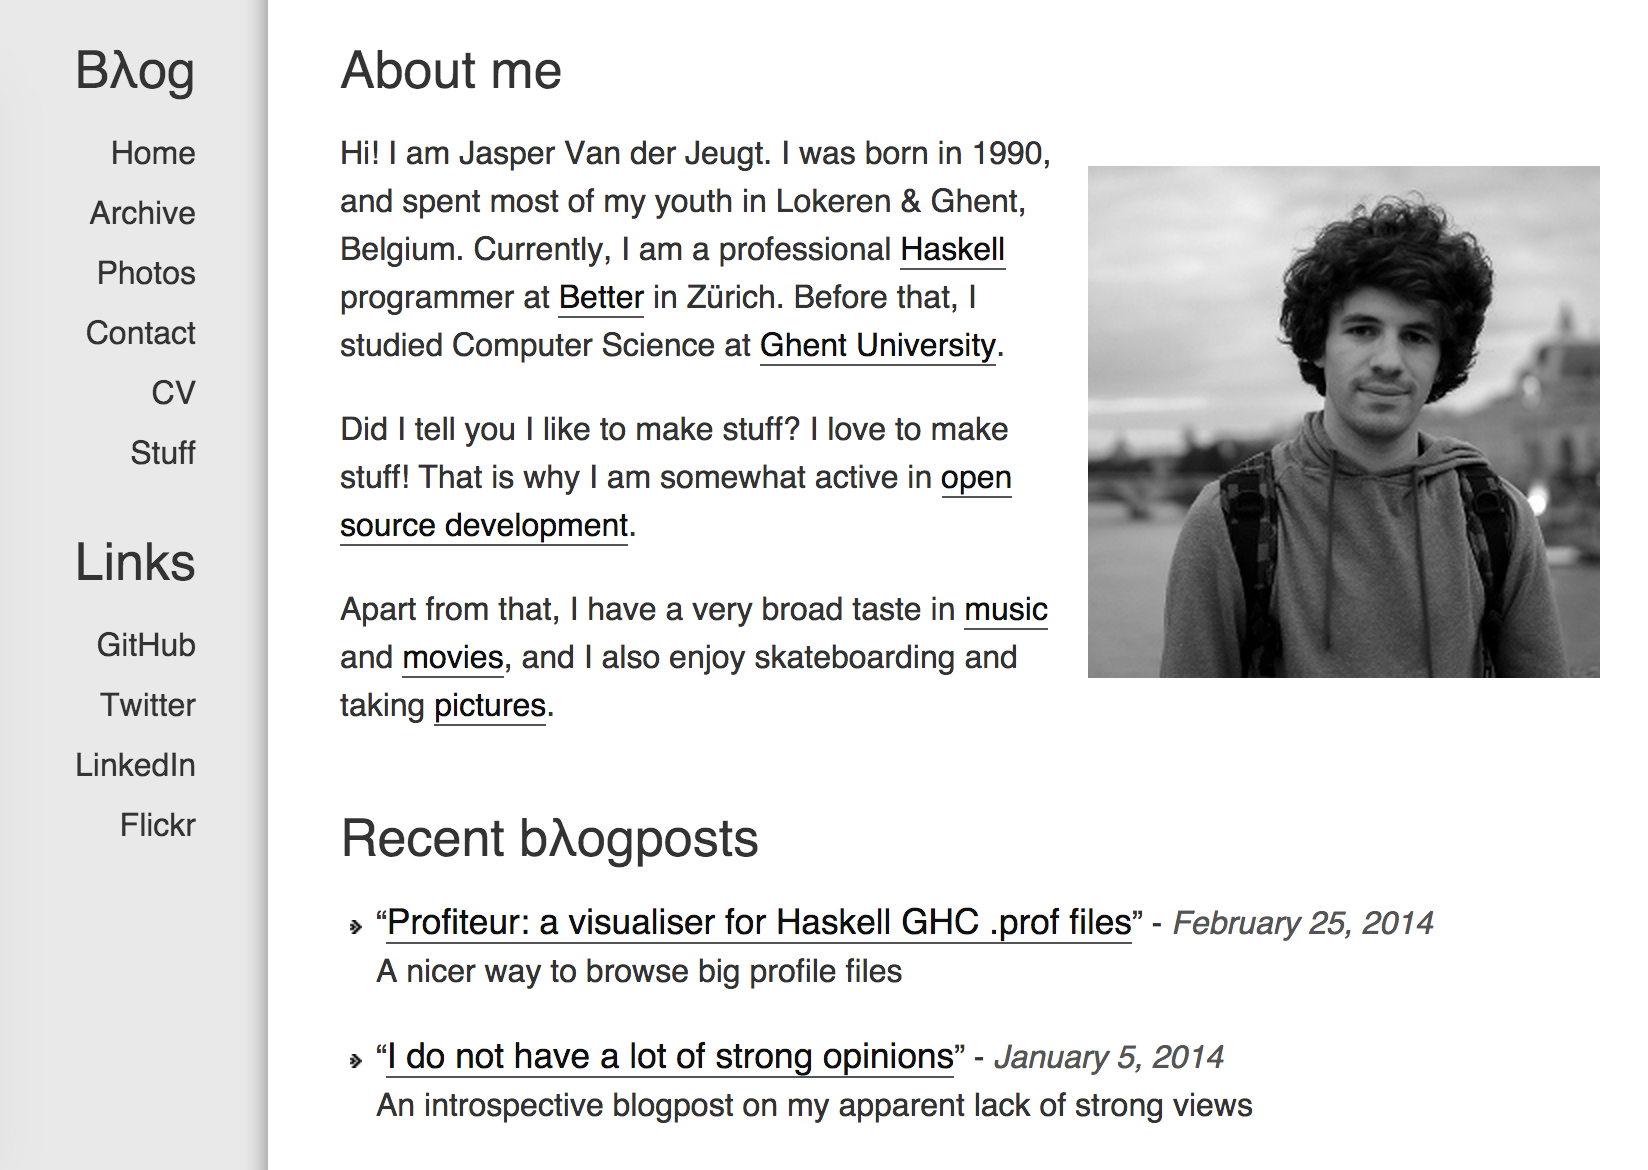 Bλog
Home
Archive
Photos
Contact
CV
Stuff
Links
GitHub
Twitter
LinkedIn
Flickr
About me
Hi! I am Jasper Van der Jeugt. I was born in 1990,
and spent most of my youth in Lokeren & Ghent,
Belgium. Currently, I am a professional Haskell
programmer at Better in Zürich. Before that, I
studied Computer Science at Ghent University.
Did I tell you I like to make stuff? I love to make
stuff! That is why I am somewhat active in open
source development.
Apart from that, I have a very broad taste in music
and movies, and I also enjoy skateboarding and
taking pictures.
Recent bλogposts
“Profiteur: a visualiser for Haskell GHC .prof files” - February 25, 2014
A nicer way to browse big profile files
“I do not have a lot of strong opinions” - January 5, 2014
An introspective blogpost on my apparent lack of strong views